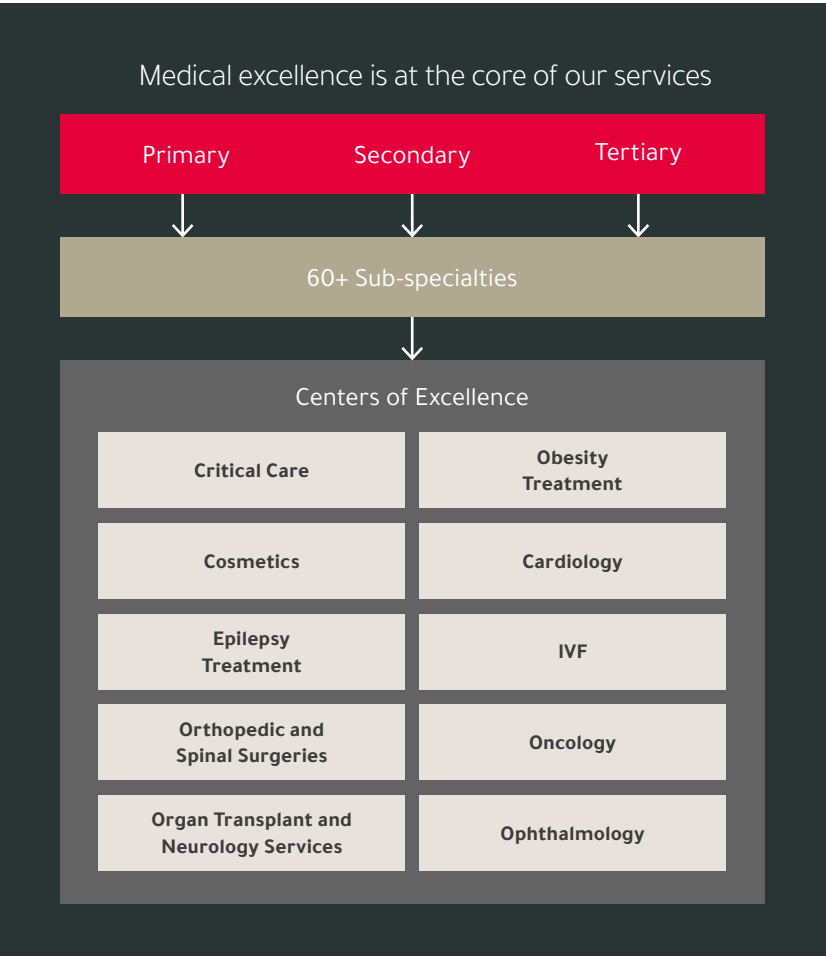 Medical excellence is at the core of our services
Primary
Secondary
Tertiary
60+ Sub-specialties
Centers of Excellence
Critical Care
Obesity
Treatment
Cosmetics
Cardiology
Epilepsy
Treatment
IVF
Orthopedic and
Spinal Surgeries
Oncology
Organ Transplant and
Neurology Services
Ophthalmology